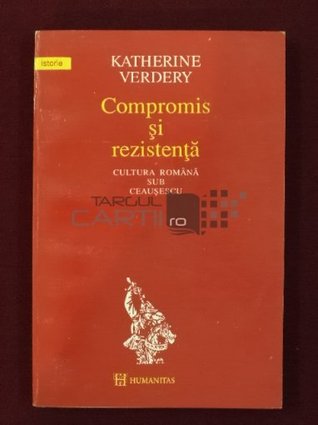 istorie
KATHERINE
VERDERY
Compromis
şi
rezistenţă
CULTURA ROMÂNĂ
SUB
CEAUŞESCU
TARGUL
CARTII.ro
HUMANITAS